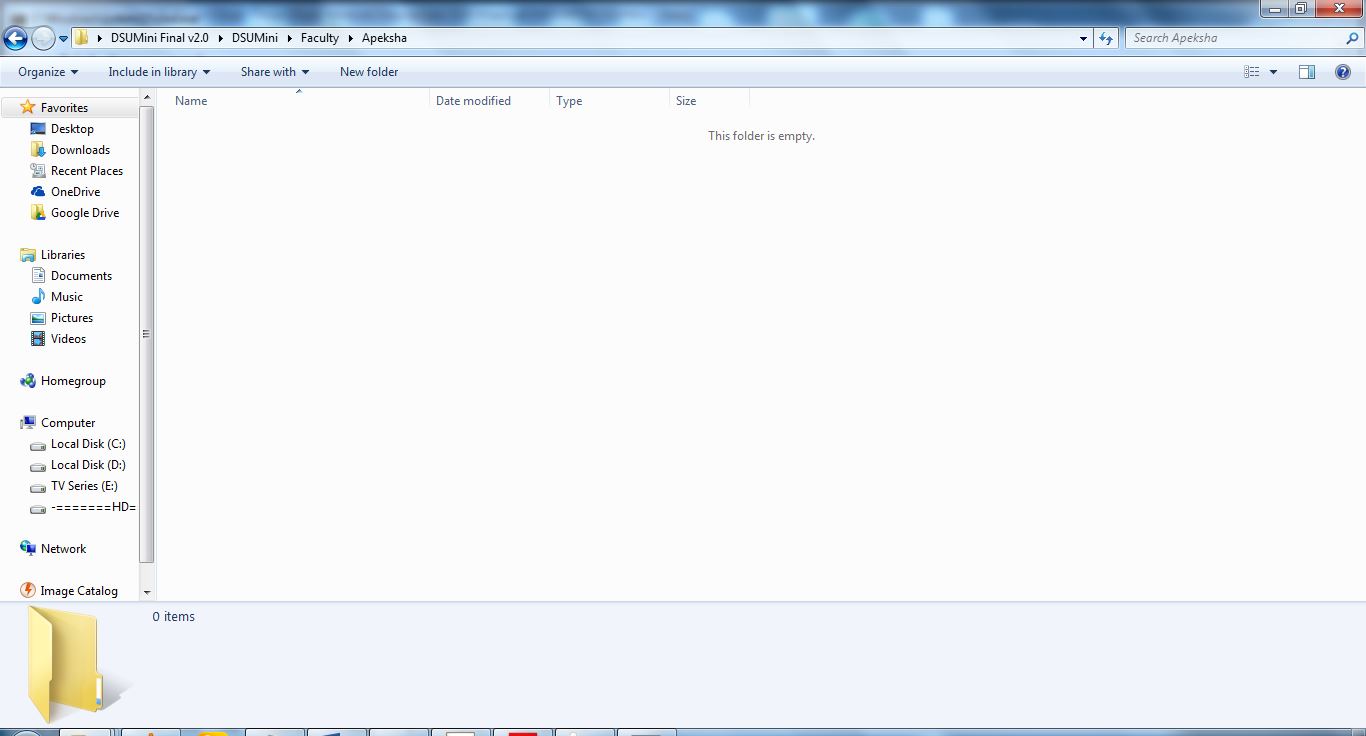 DSUMini Final v2.0 DSUMini Faculty Apeksha
Search Apeksha
Organize Include in library Share with New folder
Name Date modified Type Size
This folder is empty.
Favorites
Desktop
Downloads
Recent Places
OneDrive
Google Drive
Libraries
Documents
Music
Pictures
Videos
Homegroup
Computer
Local Disk (C:)
Local Disk (D:)
TV Series (E:)
-=======HD=
Network
Image Catalog
0 items